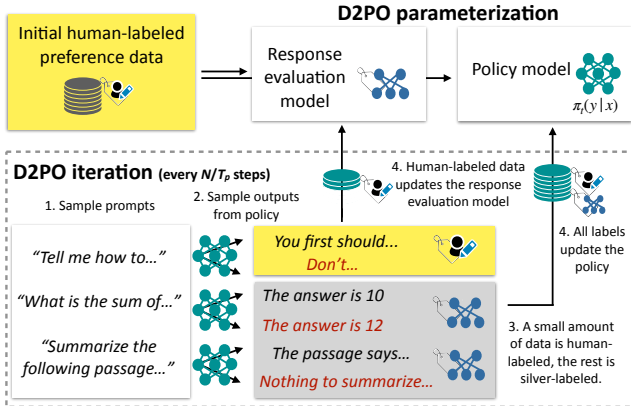 D2PO parameterization
Initial human-labeled
preference data
Response
evaluation
model
Policy model
π_t(y | x)
D2PO iteration (every N/T_p steps)
1. Sample prompts
2. Sample outputs
from policy
4. Human-labeled data
updates the response
evaluation model
4. All labels
update the
policy
“Tell me how to…”
You first should…
Don’t…
“What is the sum of…”
The answer is 10
The answer is 12
“Summarize the
following passage…”
The passage says…
Nothing to summarize…
3. A small amount
of data is human-
labeled, the rest is
silver-labeled.